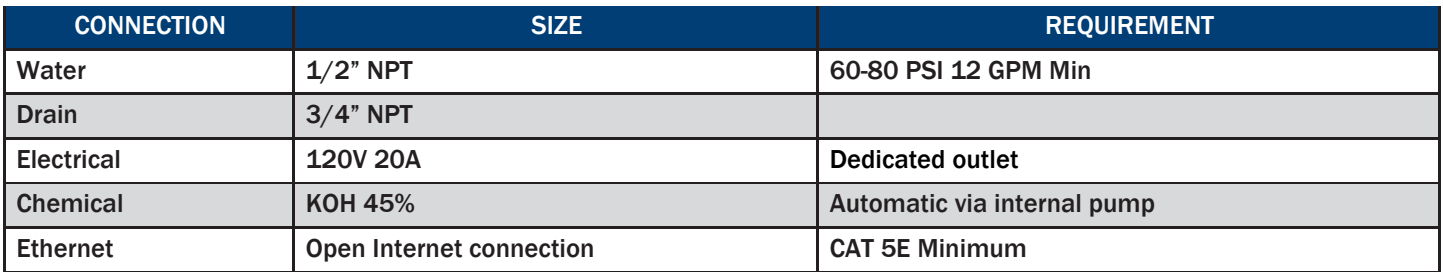 CONNECTION SIZE REQUIREMENT
Water 1/2” NPT 60-80 PSI 12 GPM Min
Drain 3/4” NPT
Electrical 120V 20A Dedicated outlet
Chemical KOH 45% Automatic via internal pump
Ethernet Open Internet connection CAT 5E Minimum